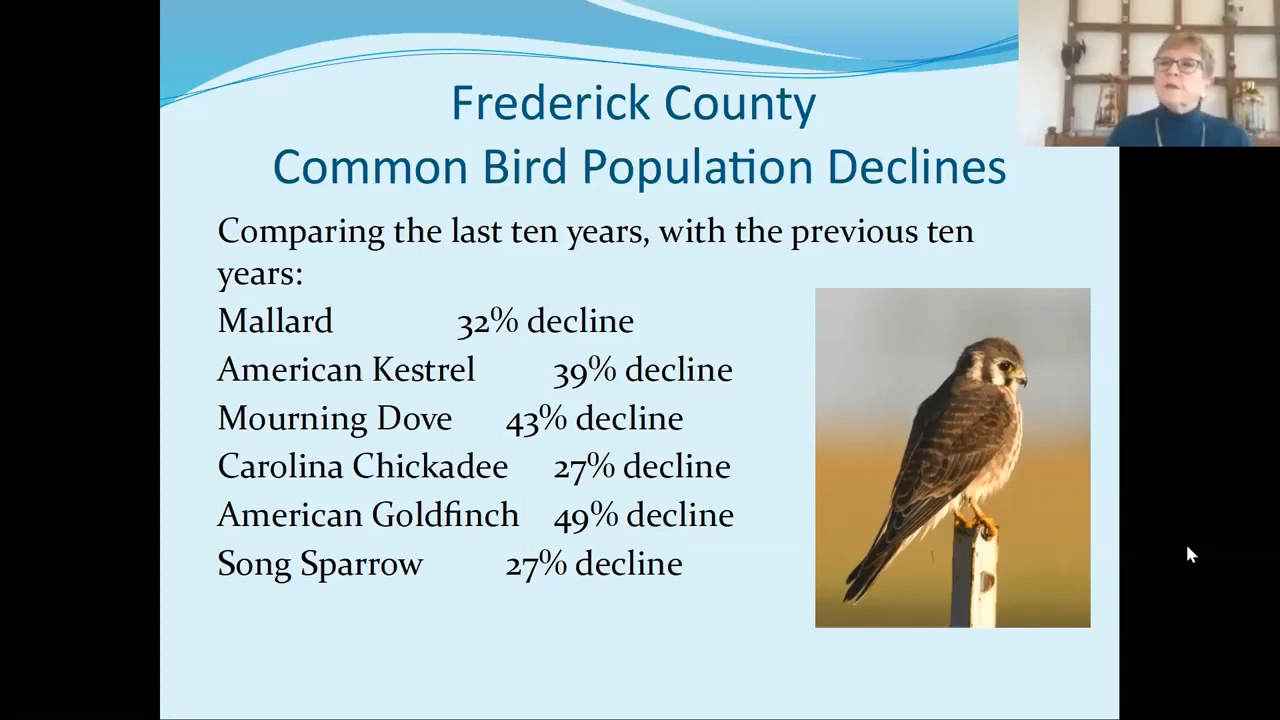 Frederick County
Common Bird Population Declines
Comparing the last ten years, with the previous ten
years:
Mallard 32% decline
American Kestrel 39% decline
Mourning Dove 43% decline
Carolina Chickadee 27% decline
American Goldfinch 49% decline
Song Sparrow 27% decline